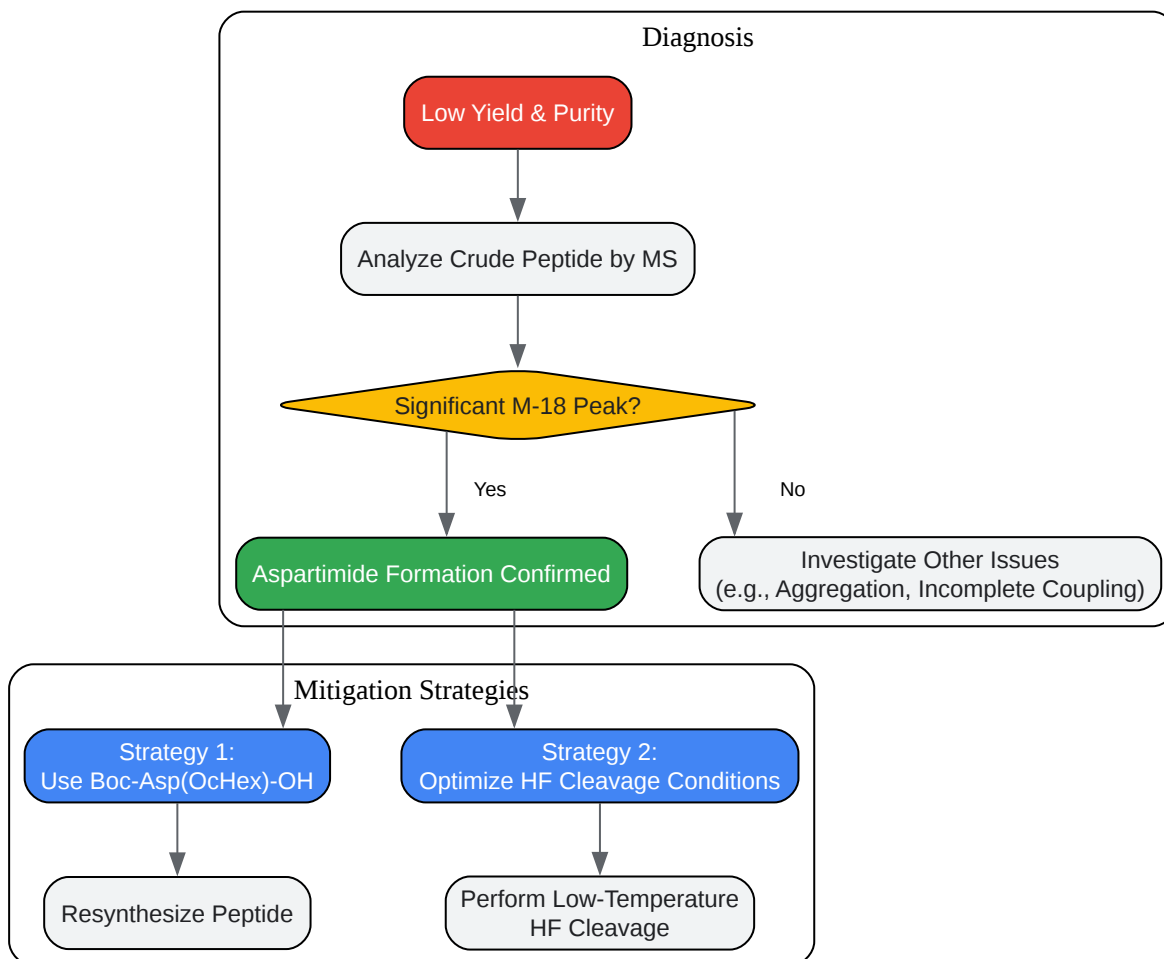 Diagnosis
Low Yield & Purity
Analyze Crude Peptide by MS
Significant M-18 Peak?
Yes
No
Aspartimide Formation Confirmed
Investigate Other Issues
(e.g., Aggregation, Incomplete Coupling)
Mitigation Strategies
Strategy 1:
Use Boc-Asp(OcHex)-OH
Strategy 2:
Optimize HF Cleavage Conditions
Resynthesize Peptide
Perform Low-Temperature
HF Cleavage